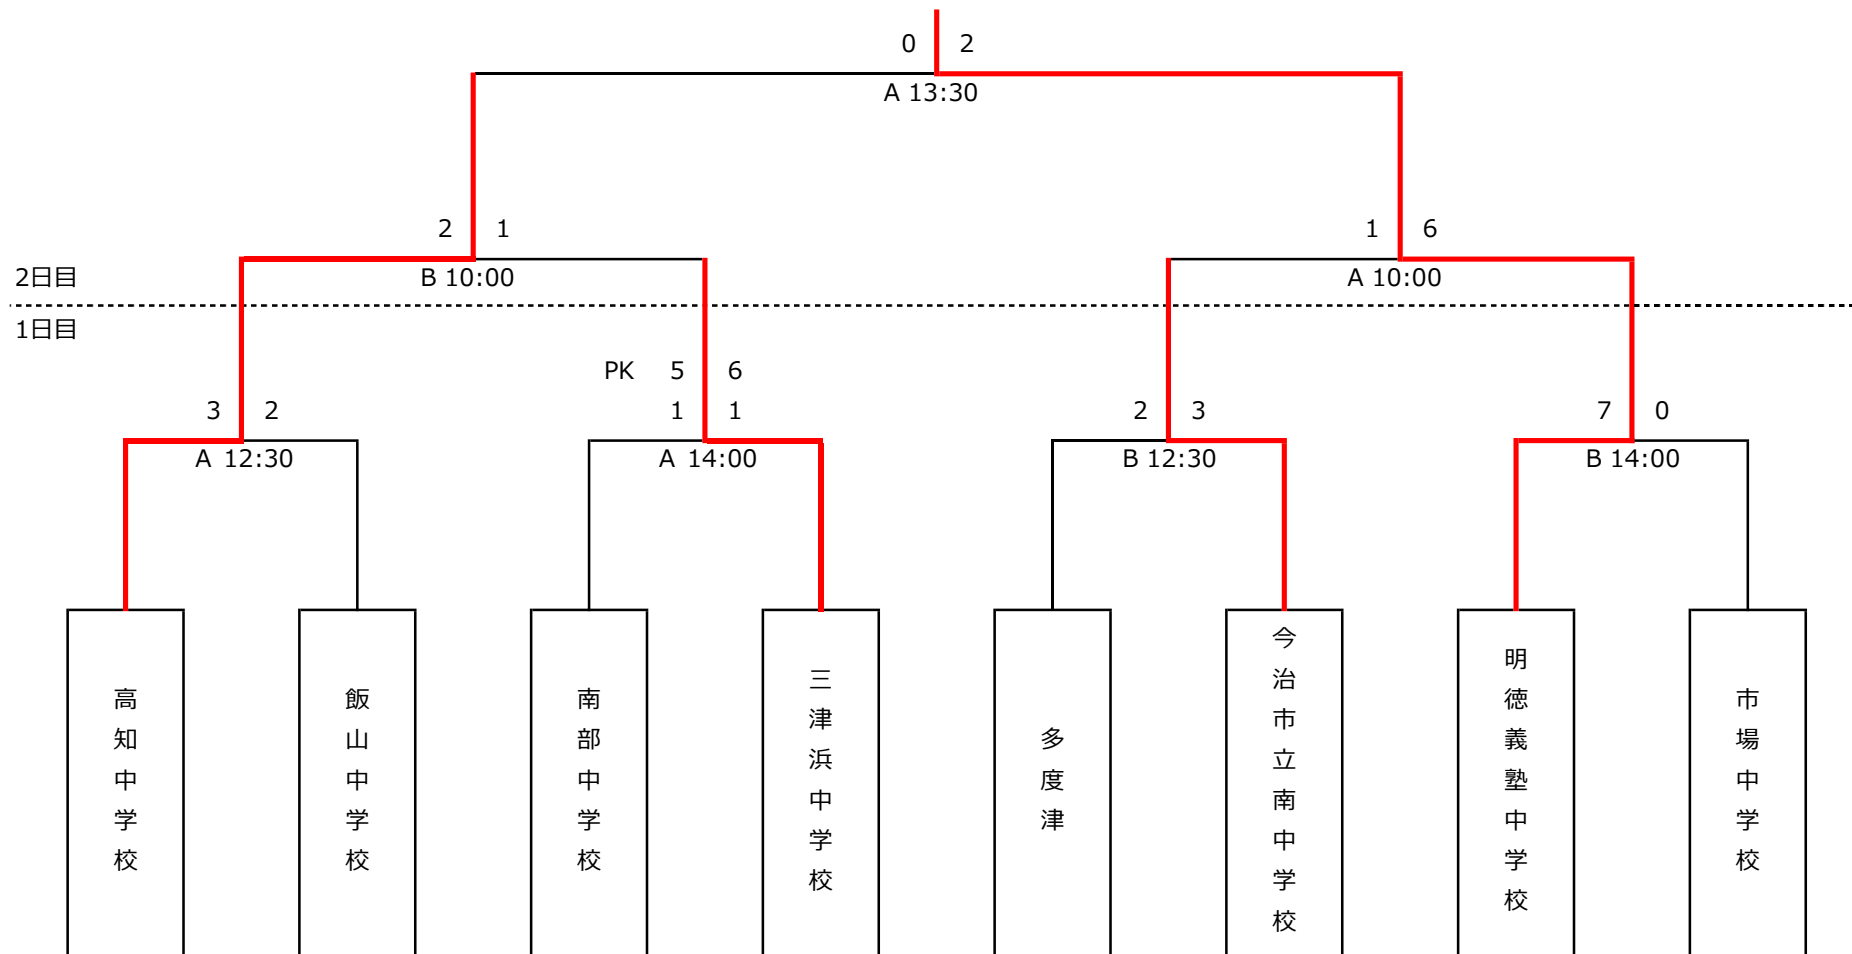 0 2
A 13:30
2 1 1 6
2日目 B 10:00 A 10:00
1日目
PK 5 6
3 2 1 1 2 3 7 0
A 12:30 A 14:00 B 12:30 B 14:00
高知中学校
飯山中学校
南部中学校
三津浜中学校
多度津
今治市立南中学校
明徳義塾中学校
市場中学校